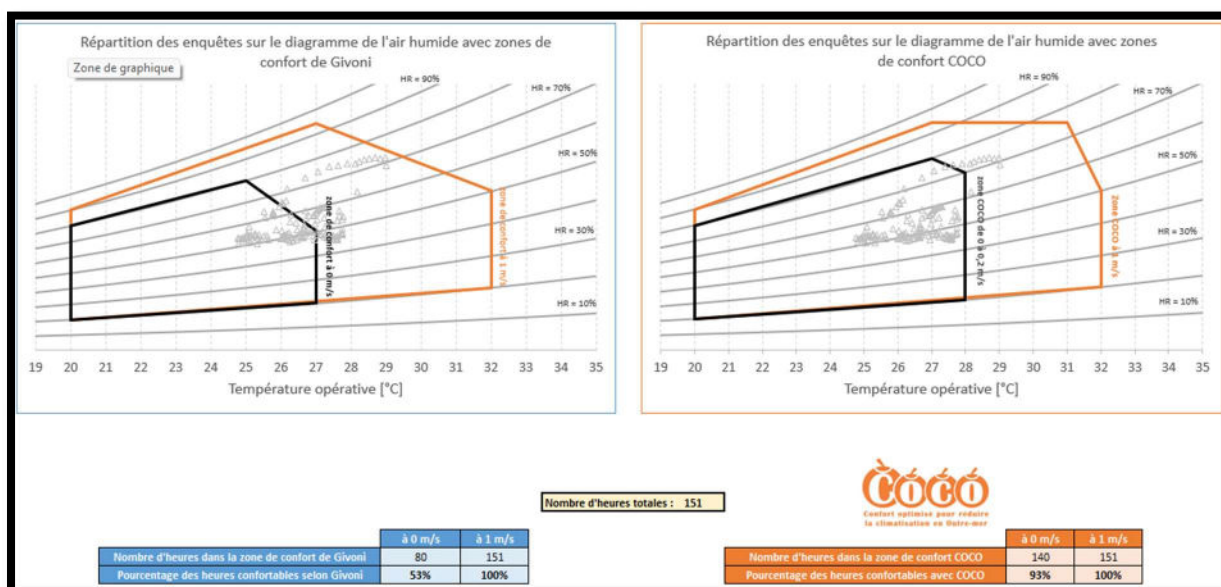 Répartition des enquêtes sur le diagramme de l'air humide avec zones de
confort de Givoni
Zone de graphique
HR = 90%
HR = 70%
HR = 50%
HR = 30%
HR = 10%
zone de confort à 0 m/s
zone de confort à 1 m/s
19 20 21 22 23 24 25 26 27 28 29 30 31 32 33 34 35
Température opérative [°C]
Répartition des enquêtes sur le diagramme de l'air humide avec zones
de confort COCO
HR = 90%
HR = 70%
HR = 50%
HR = 30%
HR = 10%
zone COCO de 0 à 0,2 m/s
zone COCO à 1 m/s
19 20 21 22 23 24 25 26 27 28 29 30 31 32 33 34 35
Température opérative [°C]
Nombre d'heures totales : 151
CÓCÓ
Confort optimisé pour réduire
la climatisation en Outre-mer
à 0 m/s à 1 m/s
Nombre d'heures dans la zone de confort de Givoni 80 151
Pourcentage des heures confortables selon Givoni 53% 100%
à 0 m/s à 1 m/s
Nombre d'heures dans la zone de confort COCO 140 151
Pourcentage des heures confortables avec COCO 93% 100%